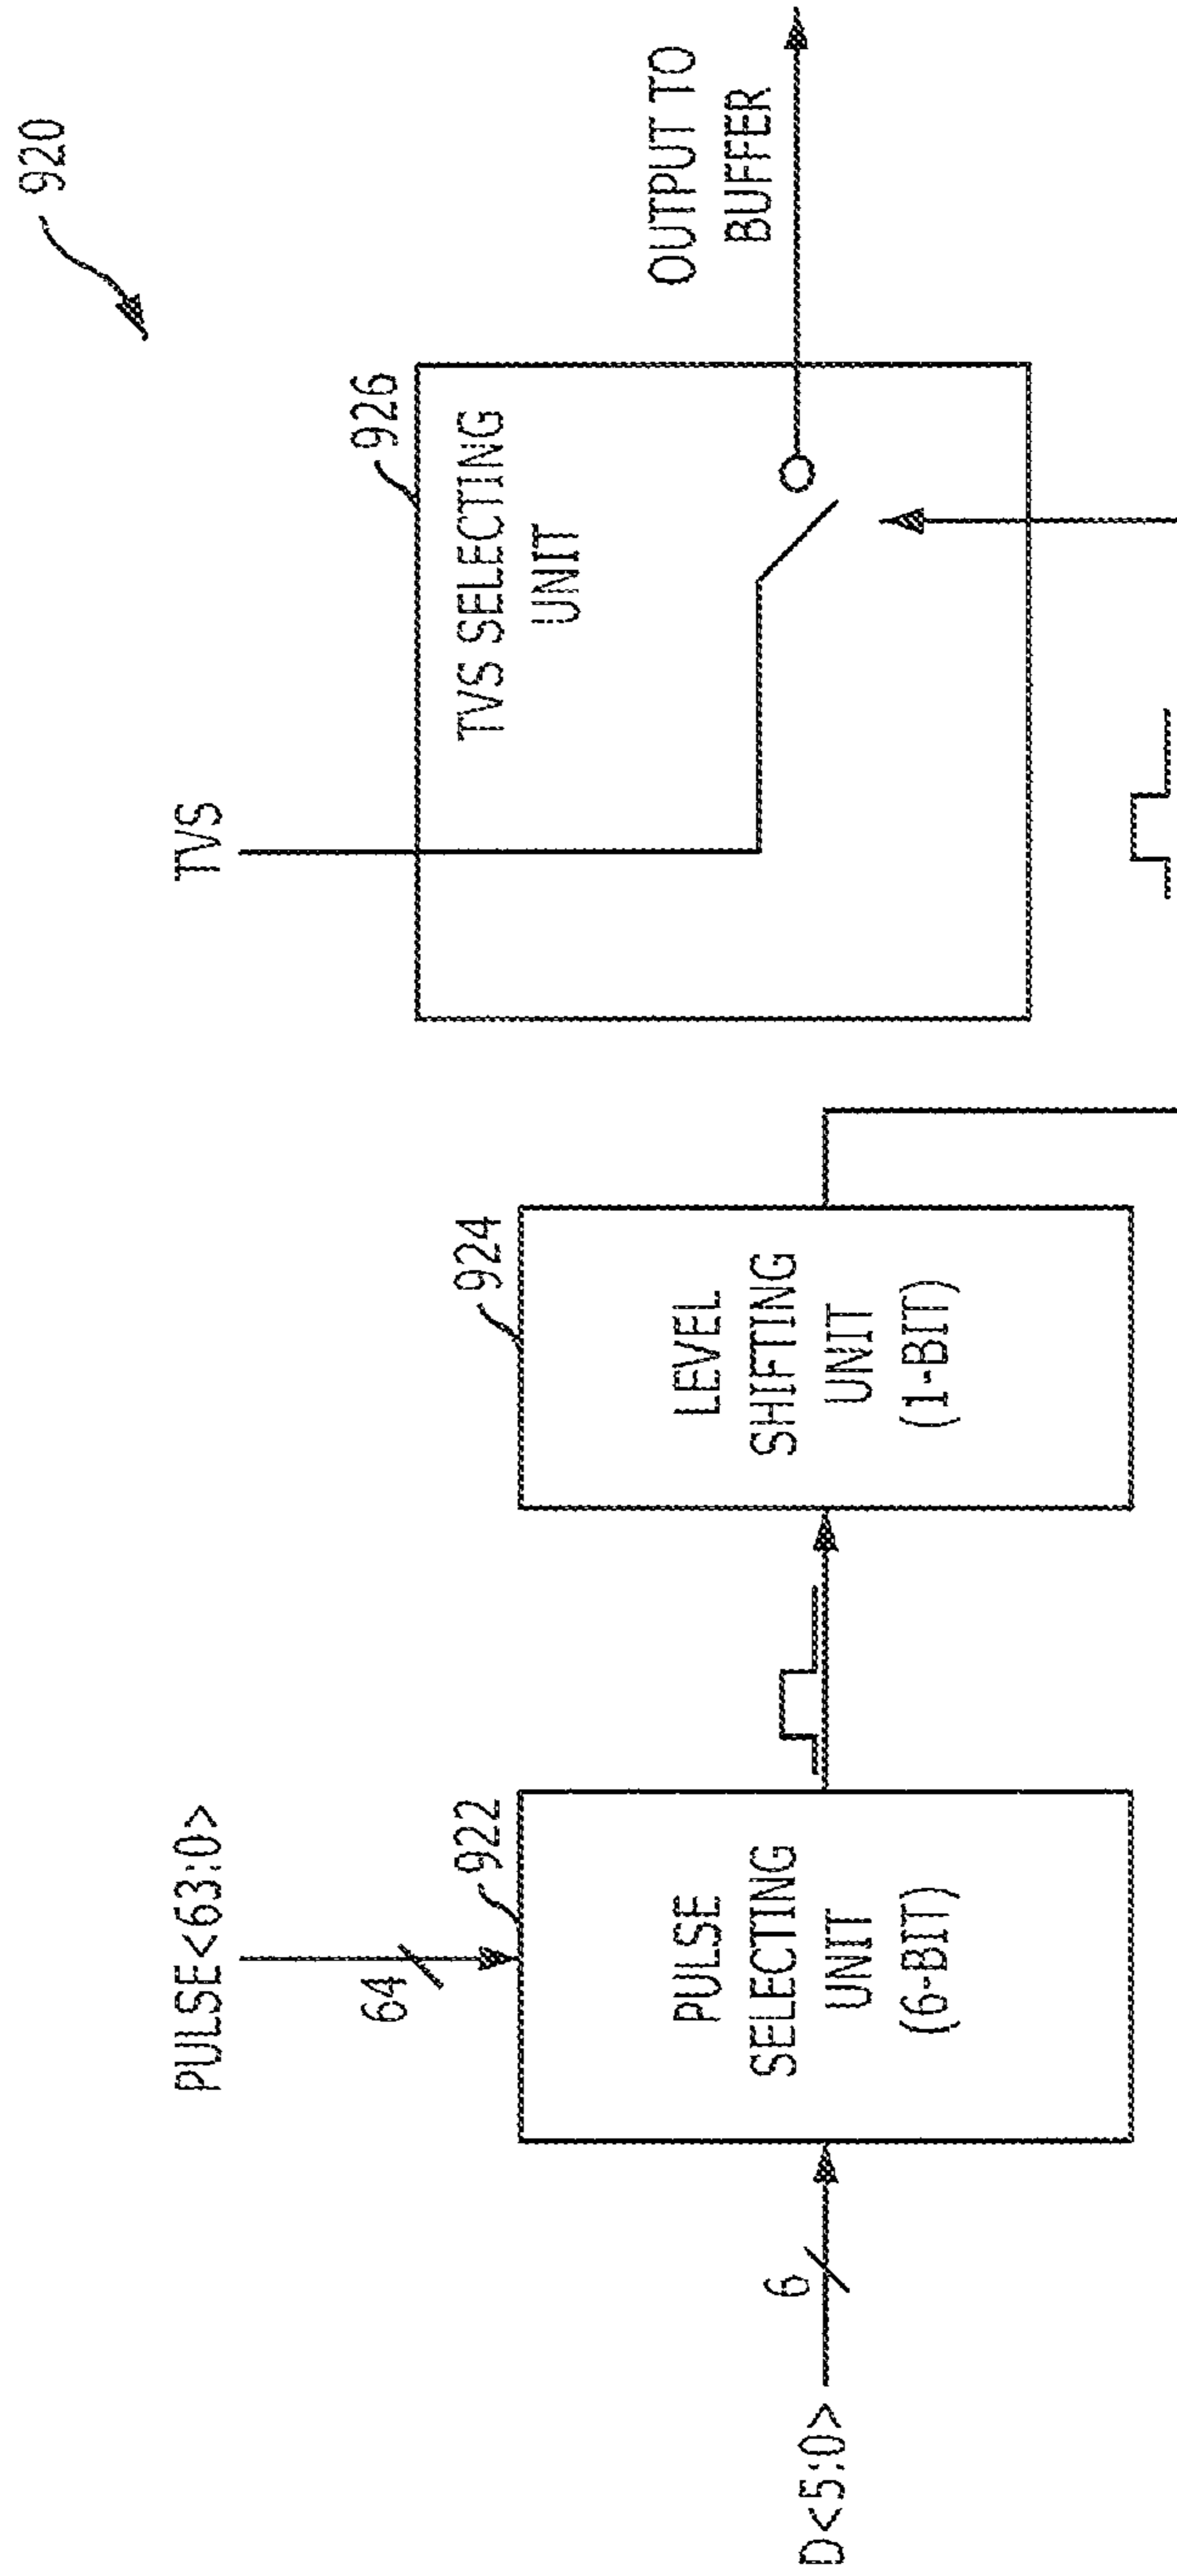 920
PULSE<63:0>
64
922
PULSE
SELECTING
UNIT
(6-BIT)
D<5:0>
6
924
LEVEL
SHIFTING
UNIT
(1-BIT)
TVS
926
TVS SELECTING
UNIT
OUTPUT TO
BUFFER